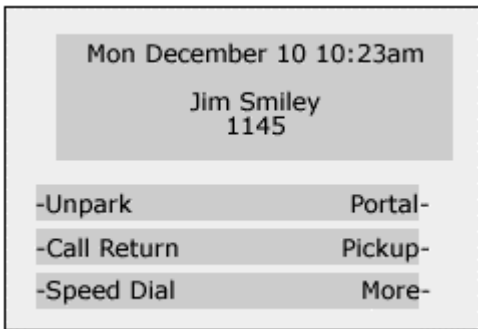 Mon December 10 10:23am
Jim Smiley
1145
-Unpark Portal-
-Call Return Pickup-
-Speed Dial More-